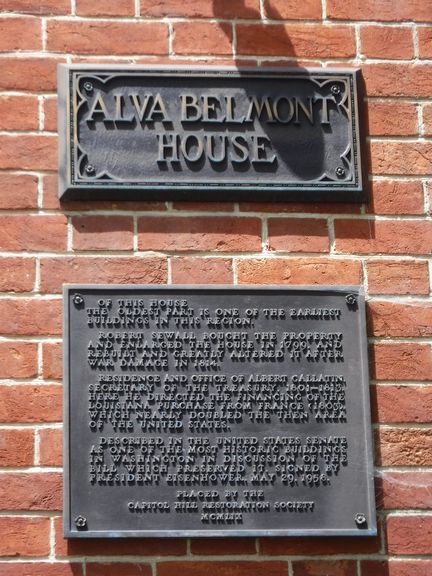 ALVA BELMONT
HOUSE
OF THIS HOUSE
THE OLDEST PART IS ONE OF THE EARLIEST
BUILDINGS IN THIS REGION.
ROBERT SEWALL BOUGHT THE PROPERTY
AND ENLARGED THE HOUSE IN 1799, AND
REBUILT AND GREATLY ALTERED IT AFTER
WAR DAMAGE IN 1814.
RESIDENCE AND OFFICE OF ALBERT GALLATIN,
SECRETARY OF THE TREASURY, 1801-1813.
HERE HE DIRECTED THE FINANCING OF THE
LOUISIANA PURCHASE FROM FRANCE (1803)
WHICH NEARLY DOUBLED THE THEN AREA
OF THE UNITED STATES.
DESCRIBED IN THE UNITED STATES SENATE
AS ONE OF THE MOST HISTORIC BUILDINGS
IN WASHINGTON IN DISCUSSION OF THE
BILL WHICH PRESERVED IT, SIGNED BY
PRESIDENT EISENHOWER, MAY 29, 1958.
PLACED BY THE
CAPITOL HILL RESTORATION SOCIETY
MCMLIX